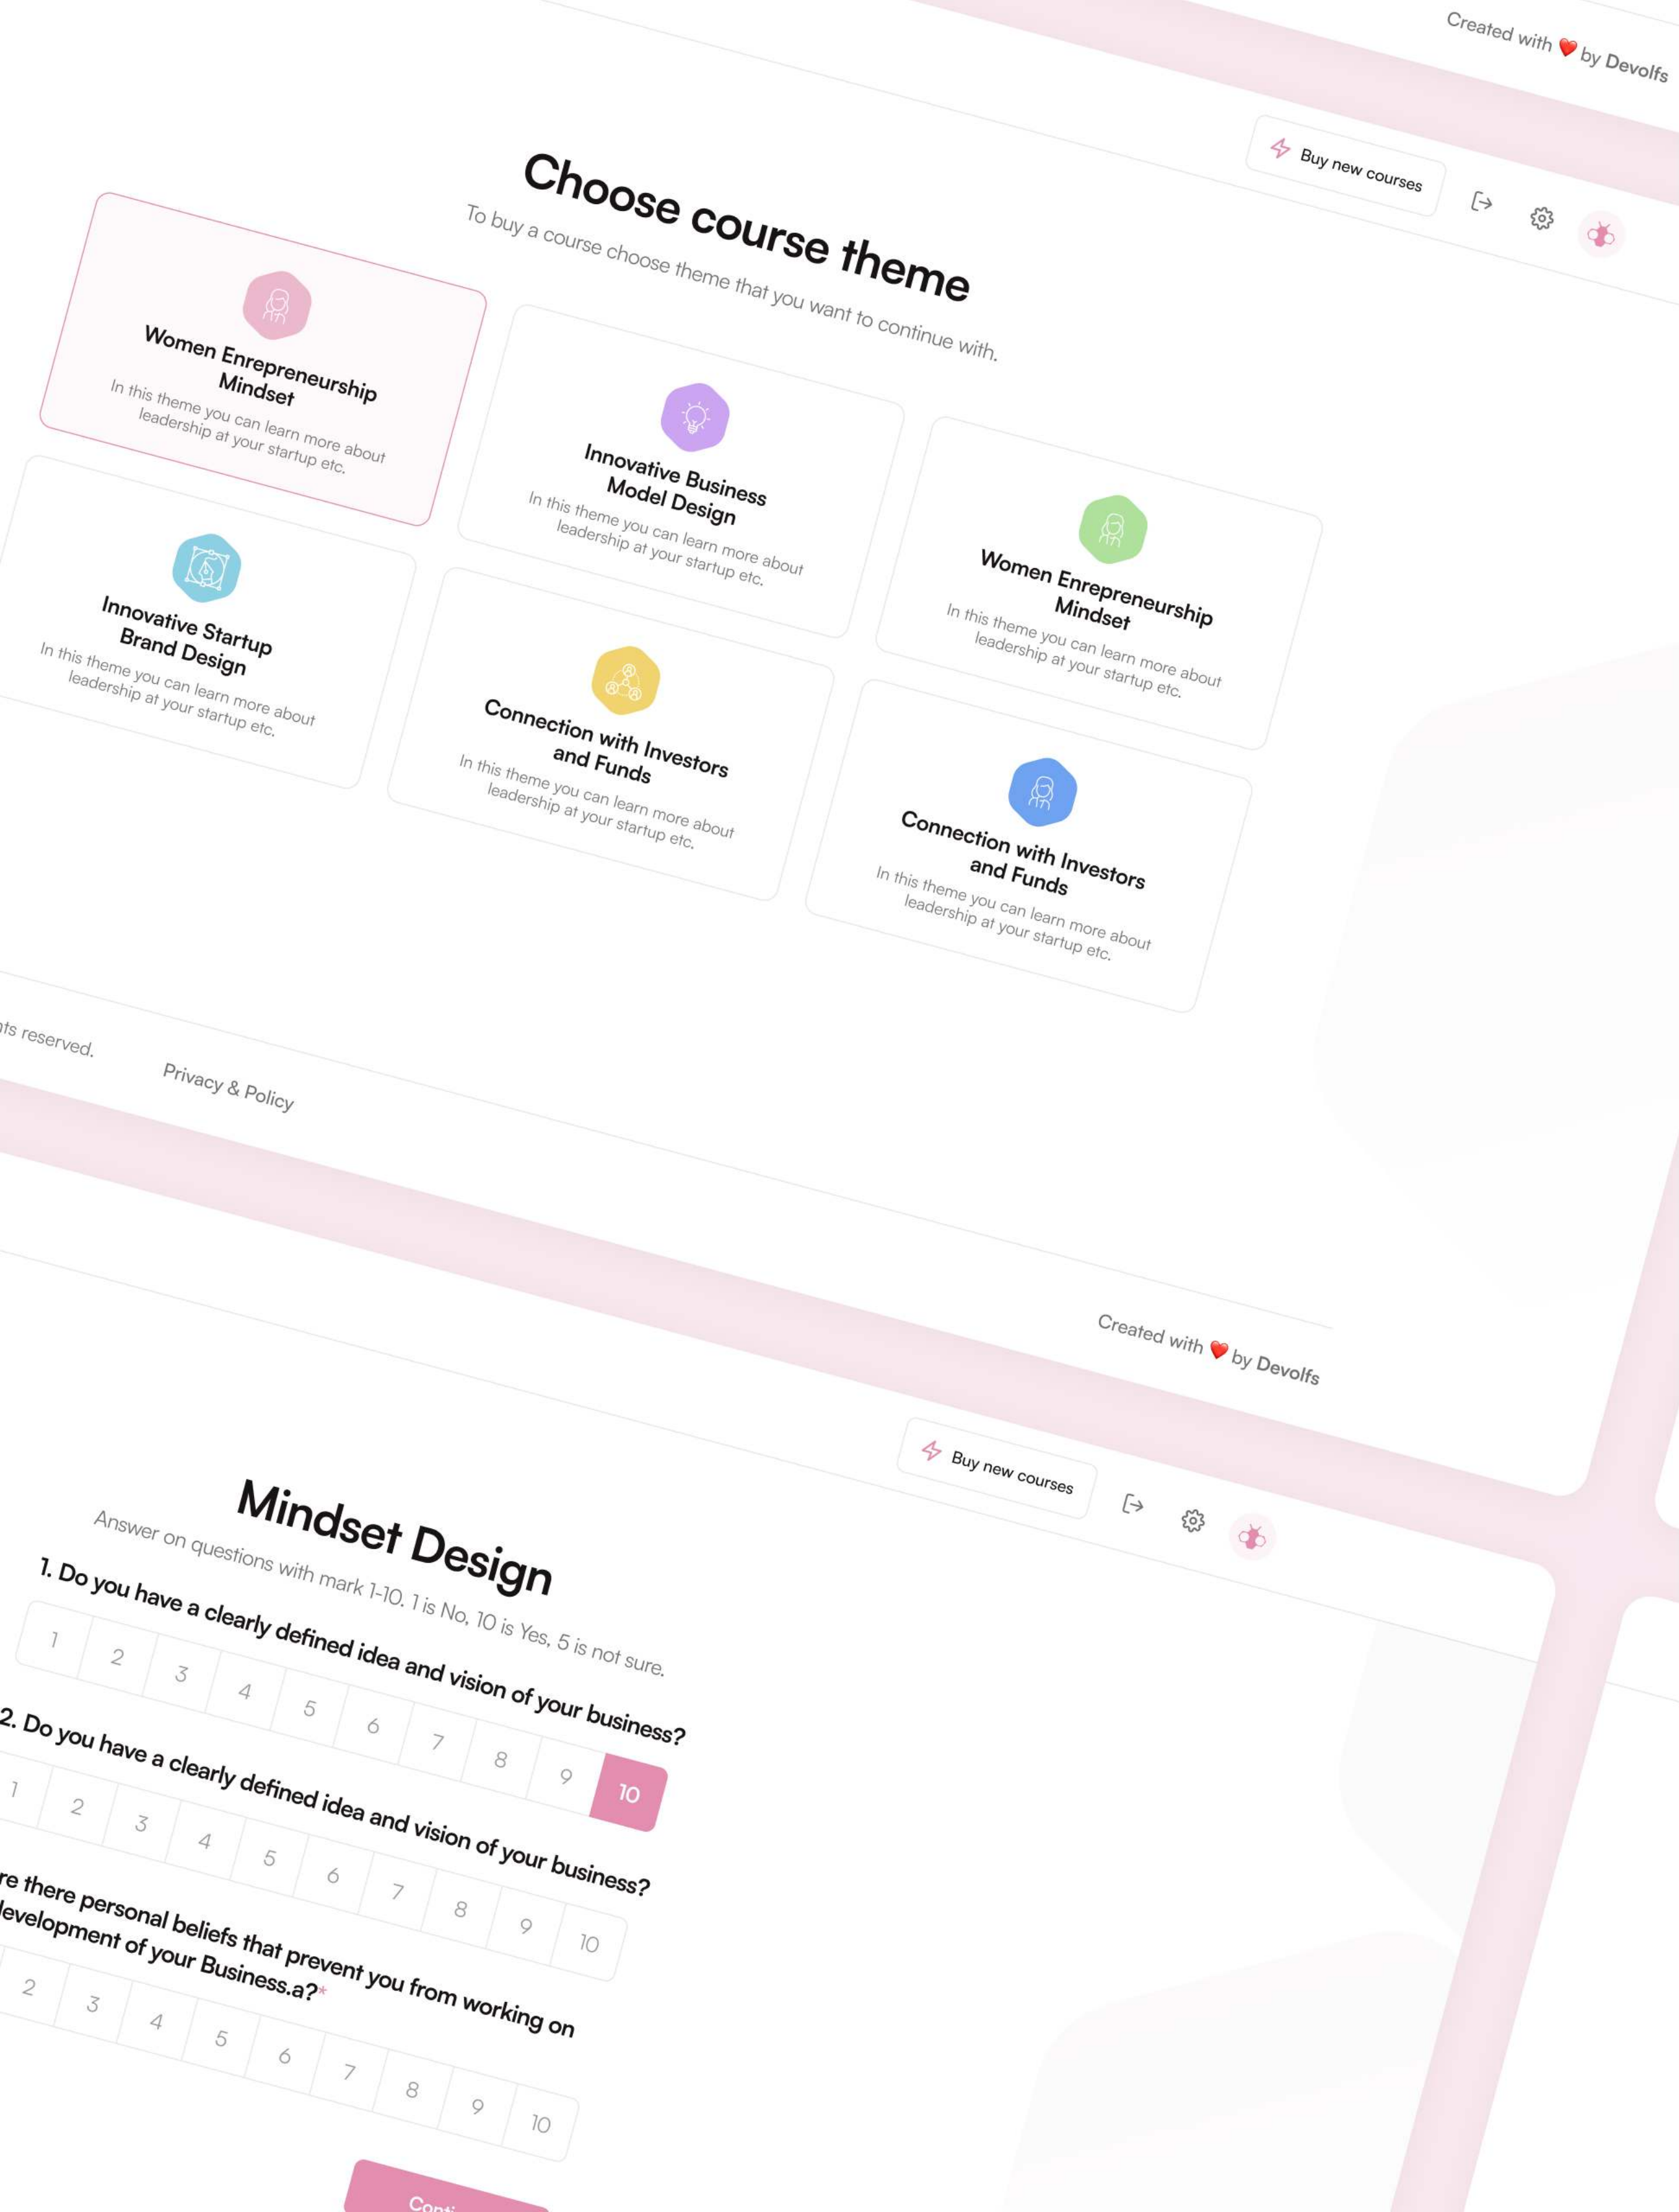 Created with ❤️ by Devolfs
Buy new courses
Choose course theme
To buy a course choose theme that you want to continue with.
Women Enrepreneurship
Mindset
In this theme you can learn more about
leadership at your startup etc.
Innovative Business
Model Design
In this theme you can learn more about
leadership at your startup etc.
Women Enrepreneurship
Mindset
In this theme you can learn more about
leadership at your startup etc.
Innovative Startup
Brand Design
In this theme you can learn more about
leadership at your startup etc.
Connection with Investors
and Funds
In this theme you can learn more about
leadership at your startup etc.
Connection with Investors
and Funds
In this theme you can learn more about
leadership at your startup etc.
reserved.
Privacy & Policy
Created with ❤️ by Devolfs
Buy new courses
Mindset Design
Answer on questions with mark 1-10. 1 is No, 10 is Yes, 5 is not sure.
1. Do you have a clearly defined idea and vision of your business?
1 2 3 4 5 6 7 8 9 10
2. Do you have a clearly defined idea and vision of your business?
1 2 3 4 5 6 7 8 9 10
there personal beliefs that prevent you from working on
of your Business.a?*
2 3 4 5 6 7 8 9 10